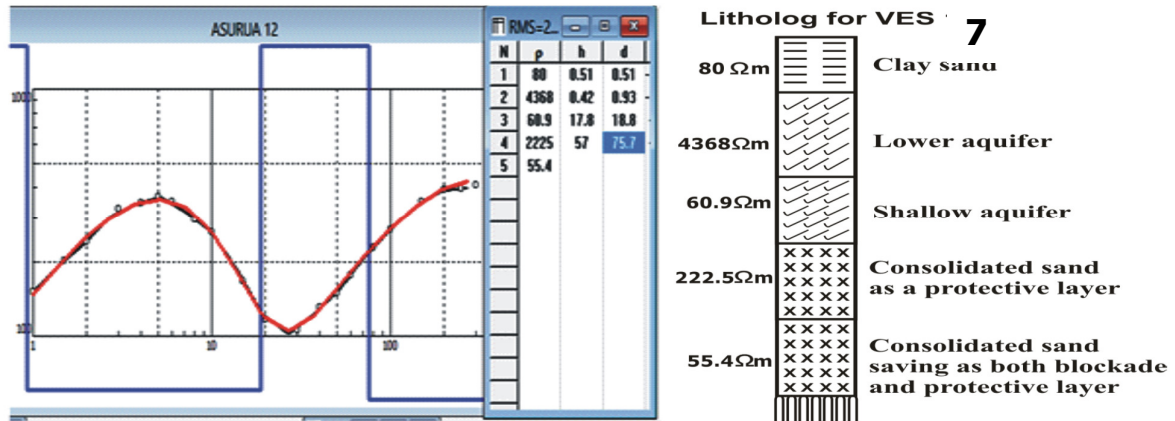 ASURUA 12
1000
100
1
10
100
RMS=2...
N ρ h d
1 80 0.51 0.51
2 4368 0.42 0.93
3 60.9 17.8 18.8
4 2225 57 75.7
5 55.4
Litholog for VES 7
80 Ωm Clay sand
4368Ωm Lower aquifer
60.9Ωm Shallow aquifer
222.5Ωm Consolidated sand
as a protective layer
55.4Ωm Consolidated sand
saving as both blockade
and protective layer